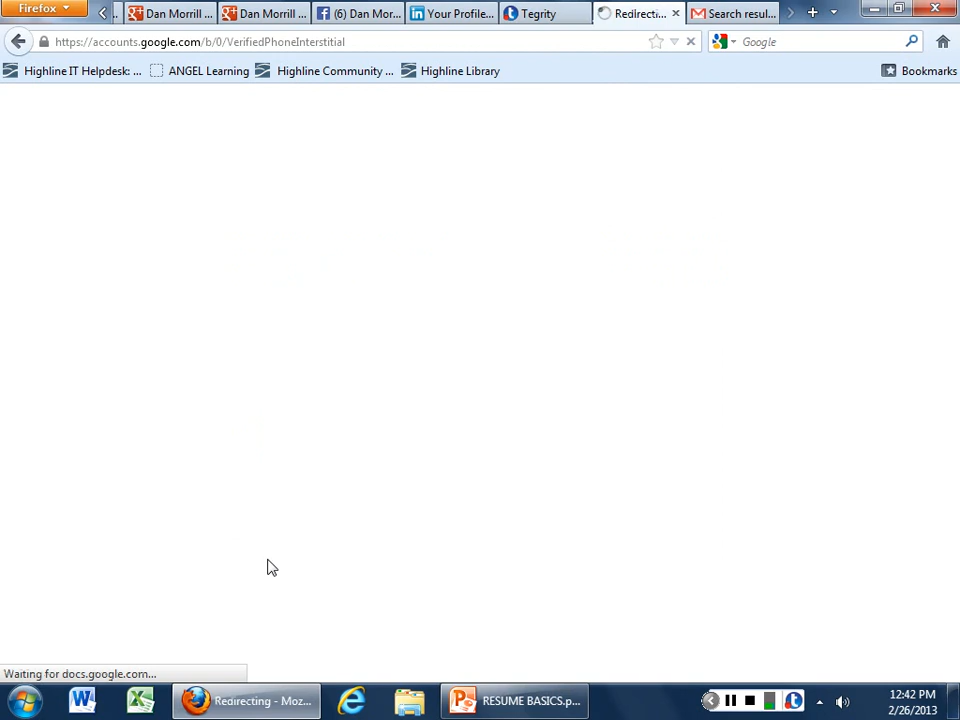 Firefox
Dan Morrill ...
Dan Morrill ...
(6) Dan Mor...
Your Profile...
Tegrity
Redirecti...
Search resul...
https://accounts.google.com/b/0/VerifiedPhoneInterstitial
Google
Highline IT Helpdesk: ...
ANGEL Learning
Highline Community ...
Highline Library
Bookmarks
Waiting for docs.google.com...
Redirecting - Moz...
RESUME BASICS.p...
12:42 PM
2/26/2013